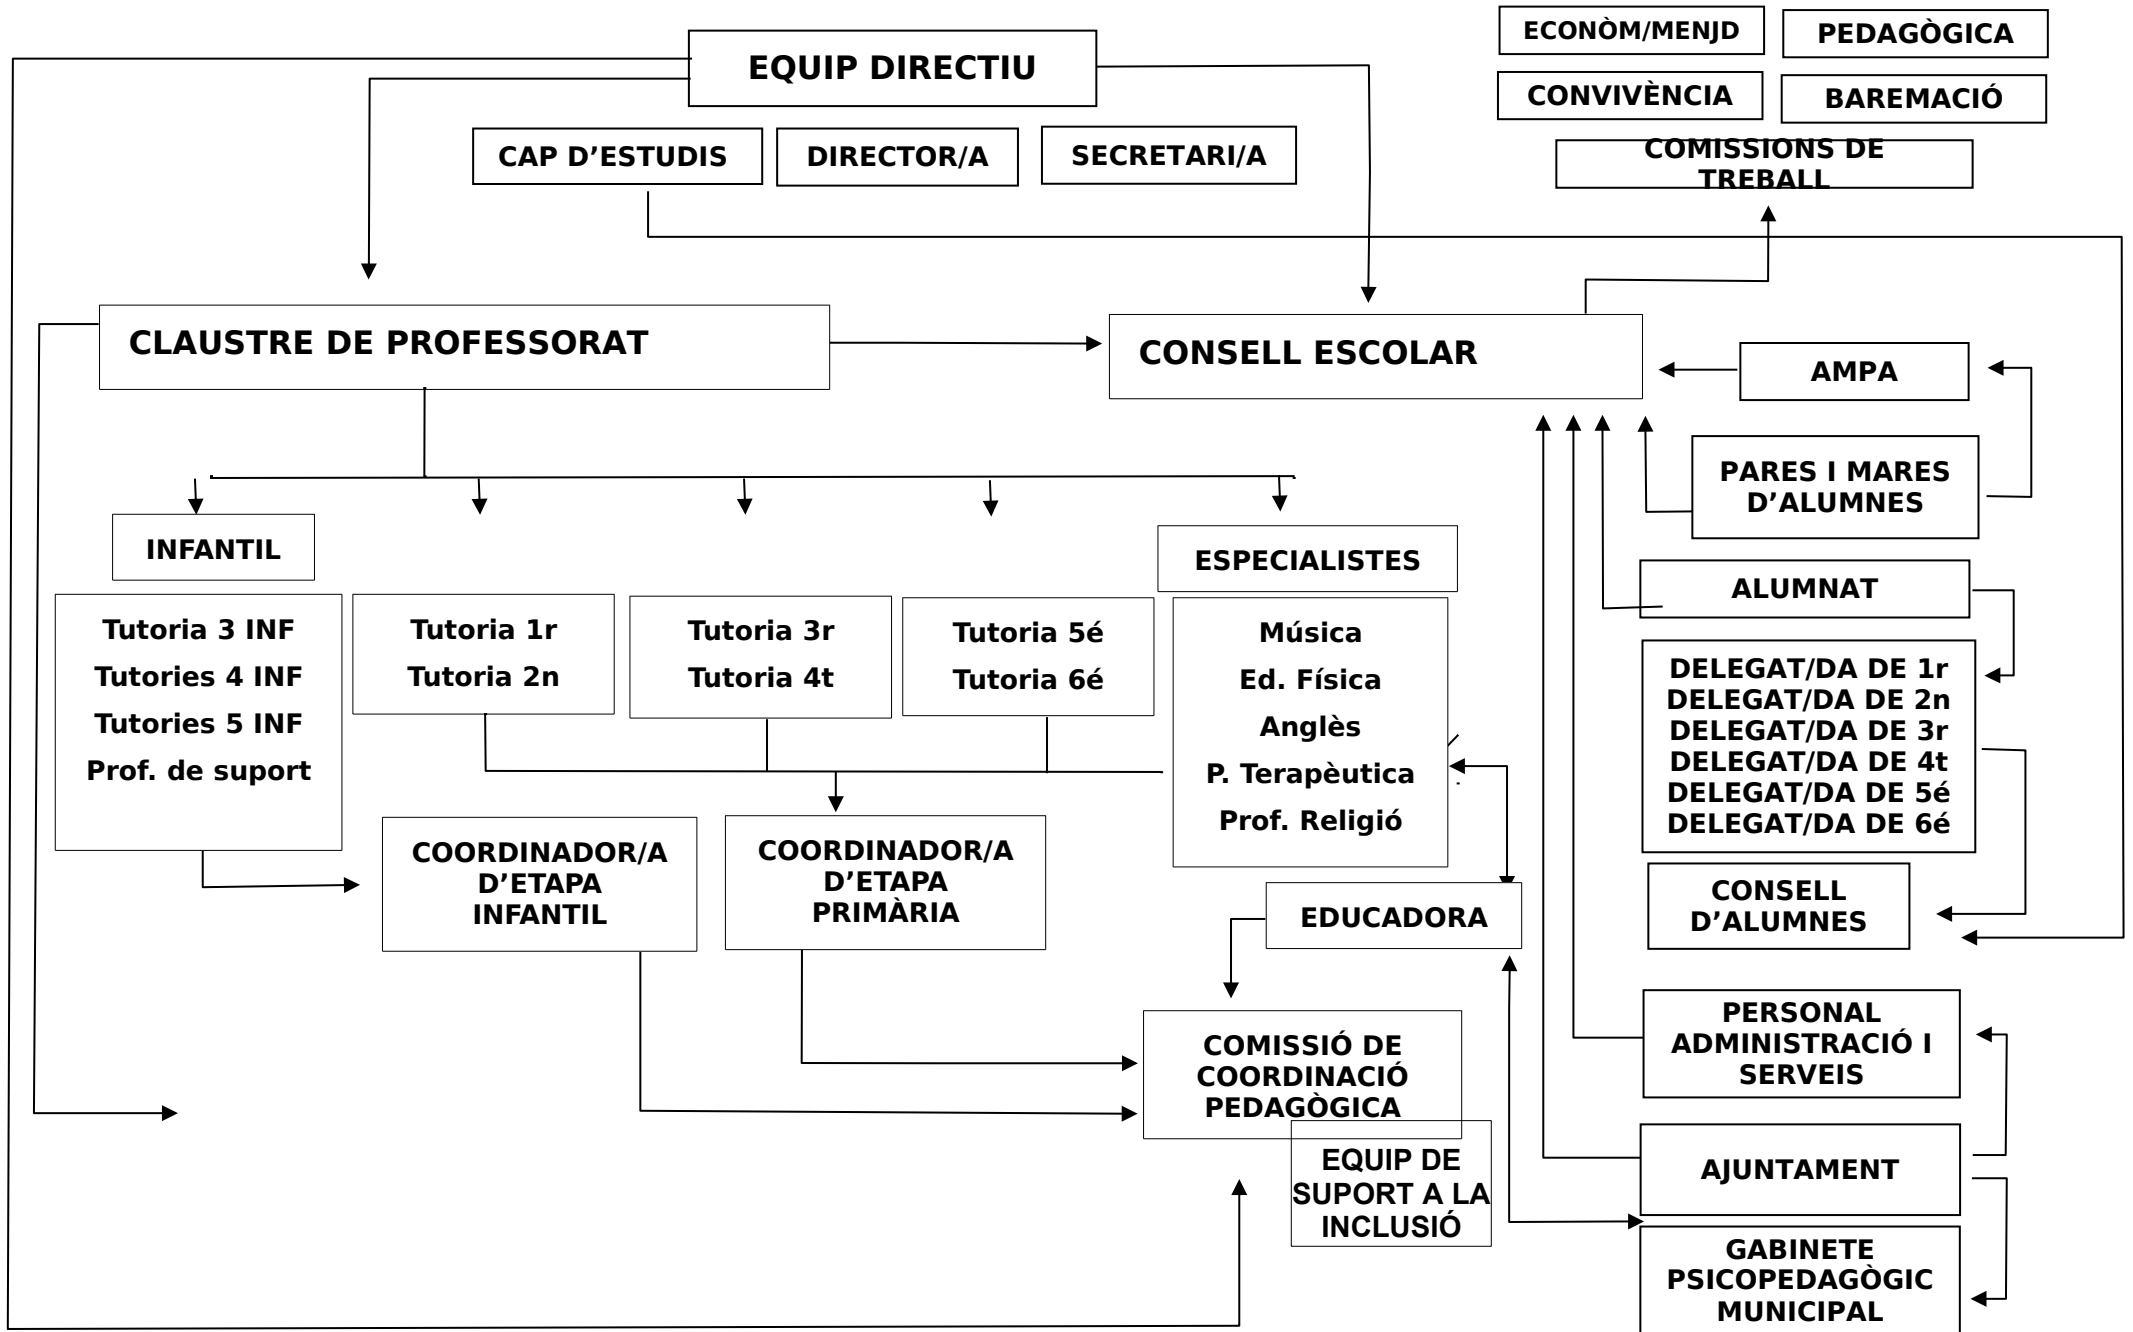 ECONÒM/MENJD
PEDAGÒGICA
EQUIP DIRECTIU
CONVIVÈNCIA
BAREMACIÓ
CAP D’ESTUDIS
DIRECTOR/A
SECRETARI/A
COMISSIONS DE
TREBALL
CLAUSTRE DE PROFESSORAT
CONSELL ESCOLAR
AMPA
PARES I MARES
D’ALUMNES
INFANTIL
ESPECIALISTES
ALUMNAT
Tutoria 3 INF
Tutories 4 INF
Tutories 5 INF
Prof. de suport
Tutoria 1r
Tutoria 2n
Tutoria 3r
Tutoria 4t
Tutoria 5é
Tutoria 6é
Música
Ed. Física
Anglès
P. Terapèutica
Prof. Religió
DELEGAT/DA DE 1r
DELEGAT/DA DE 2n
DELEGAT/DA DE 3r
DELEGAT/DA DE 4t
DELEGAT/DA DE 5é
DELEGAT/DA DE 6é
COORDINADOR/A
D’ETAPA
INFANTIL
COORDINADOR/A
D’ETAPA
PRIMÀRIA
EDUCADORA
CONSELL
D’ALUMNES
COMISSIÓ DE
COORDINACIÓ
PEDAGÒGICA
PERSONAL
ADMINISTRACIÓ I
SERVEIS
EQUIP DE
SUPORT A LA
INCLUSIÓ
AJUNTAMENT
GABINETE
PSICOPEDAGÒGIC
MUNICIPAL